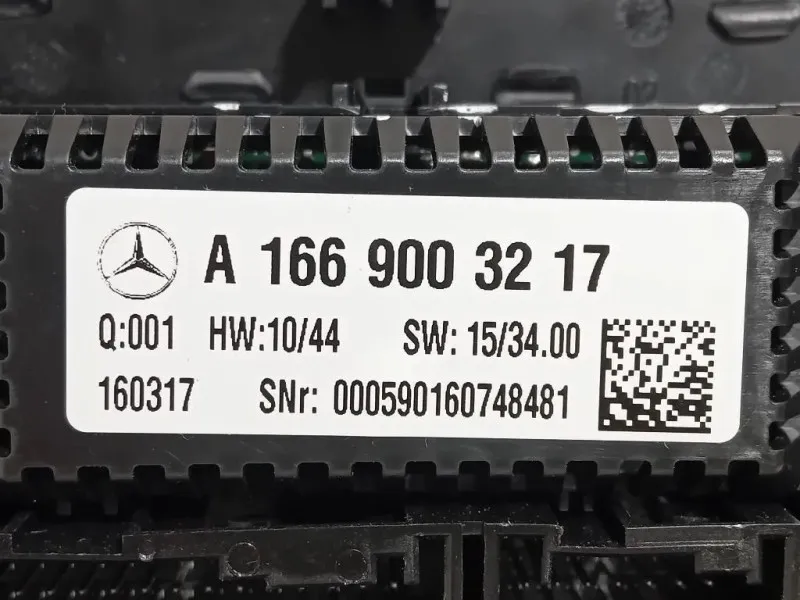 A 166 900 32 17
Q:001 HW:10/44 SW: 15/34.00
160317 SNr: 000590160748481